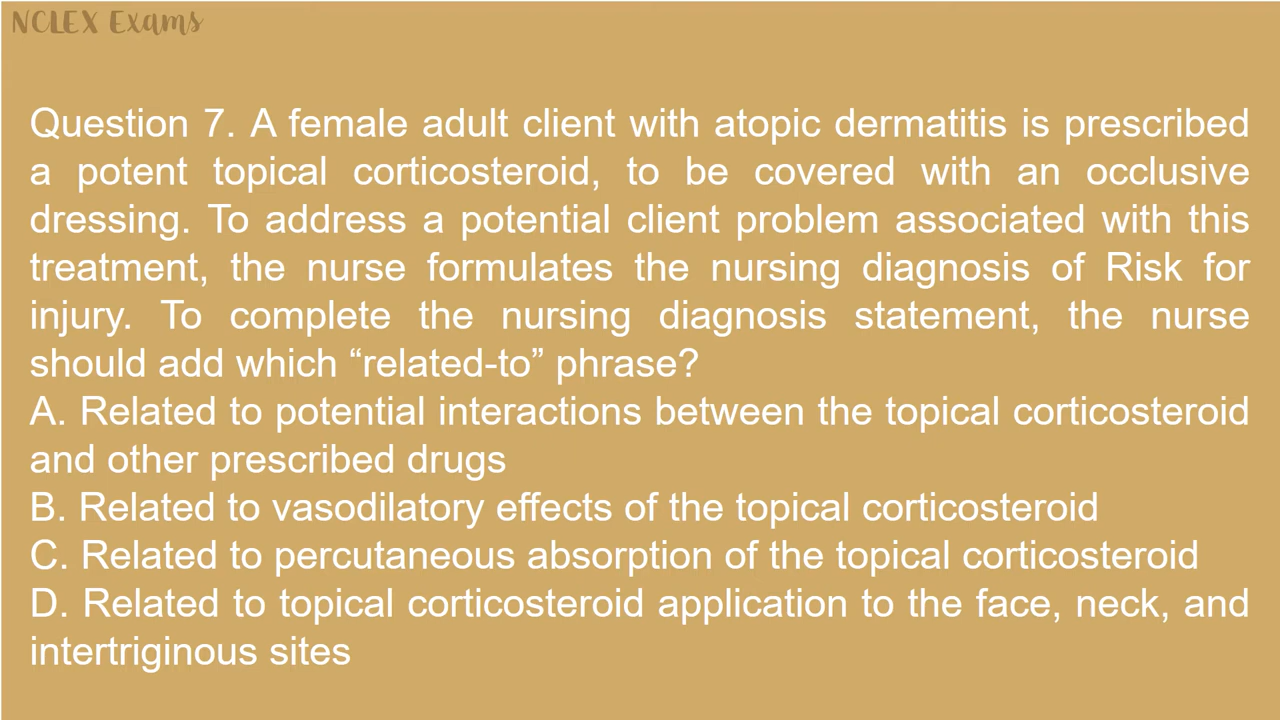 NCLEX Exams
Question 7. A female adult client with atopic dermatitis is prescribed
a potent topical corticosteroid, to be covered with an occlusive
dressing. To address a potential client problem associated with this
treatment, the nurse formulates the nursing diagnosis of Risk for
injury. To complete the nursing diagnosis statement, the nurse
should add which “related-to” phrase?
A. Related to potential interactions between the topical corticosteroid
and other prescribed drugs
B. Related to vasodilatory effects of the topical corticosteroid
C. Related to percutaneous absorption of the topical corticosteroid
D. Related to topical corticosteroid application to the face, neck, and
intertriginous sites